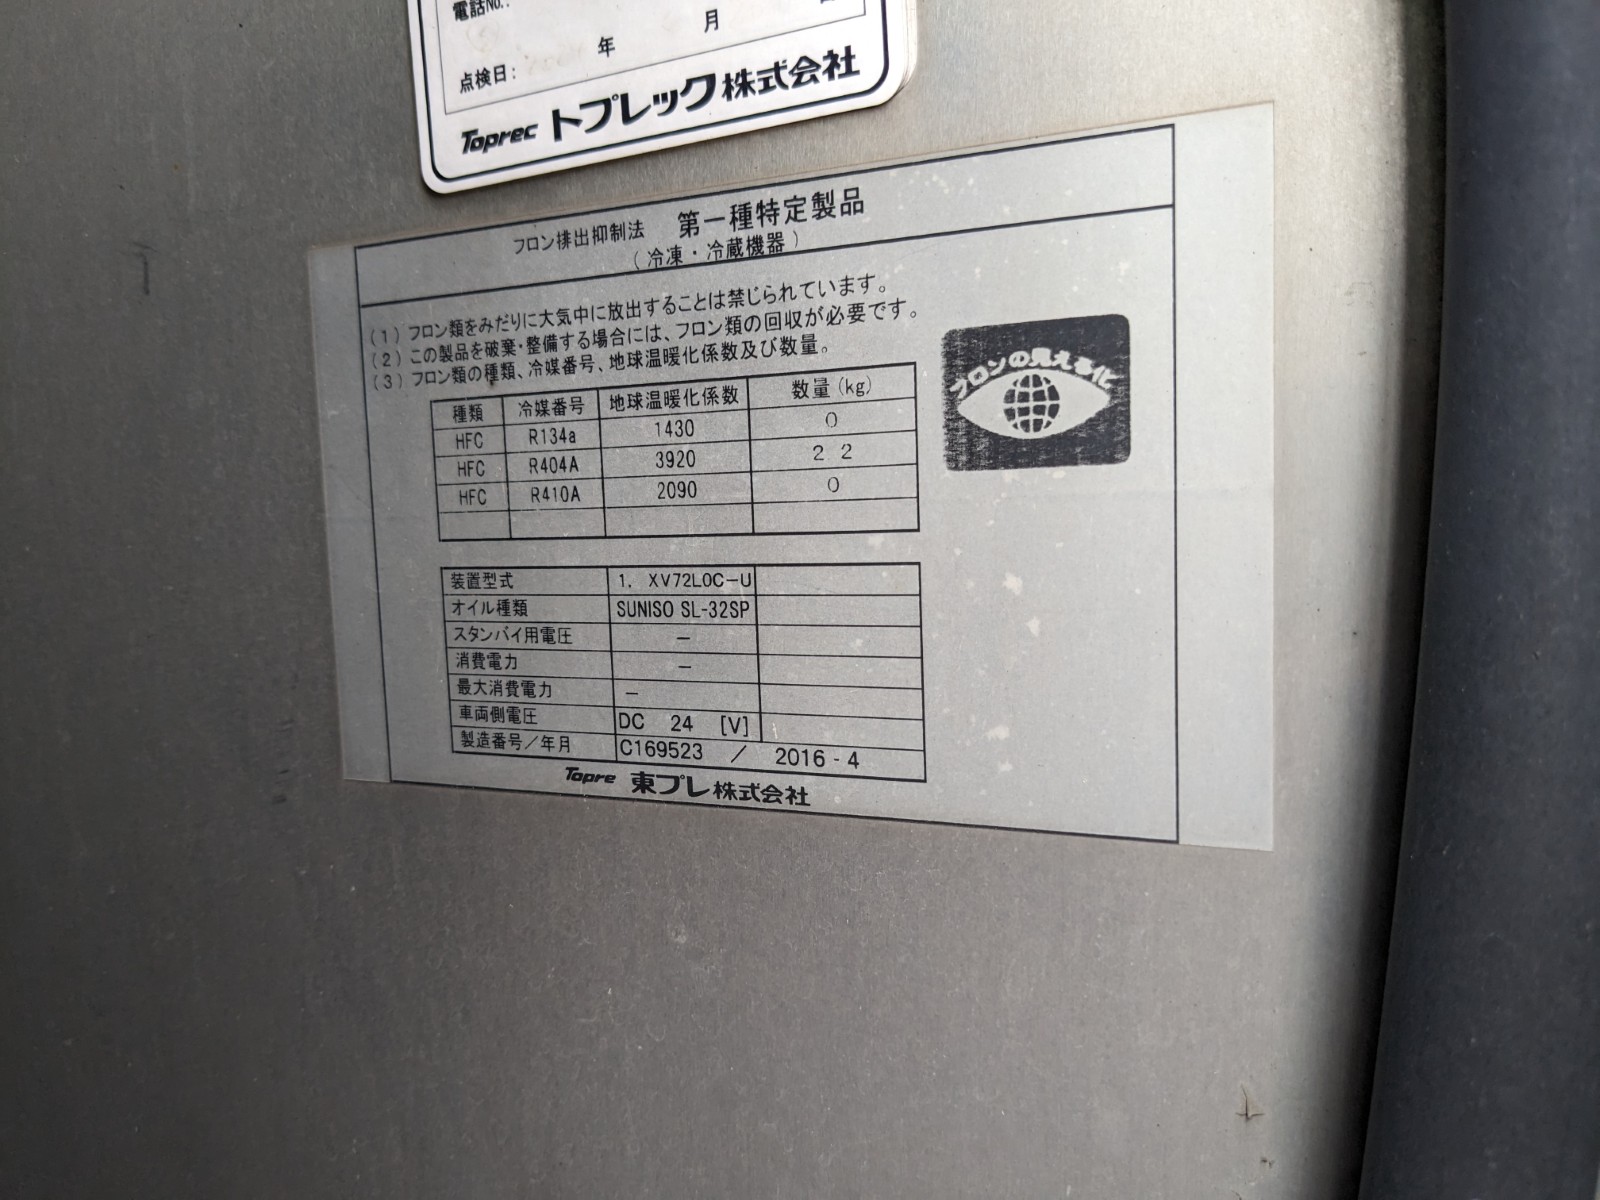 電話No.:
年 月
点検日:
Toprec トプレック株式会社
フロン排出抑制法 第一種特定製品
(冷凍・冷蔵機器)
(1) フロン類をみだりに大気中に放出することは禁じられています。
(2) この製品を破棄・整備する場合には、フロン類の回収が必要です。
(3) フロン類の種類、冷媒番号、地球温暖化係数及び数量。
フロンの見える化
種類 冷媒番号 地球温暖化係数 数量(kg)
HFC R134a 1430 0
HFC R404A 3920 22
HFC R410A 2090 0
装置型式 1. XV72LOC-U
オイル種類 SUNISO SL-32SP
スタンバイ用電圧 —
消費電力 —
最大消費電力 —
車両側電圧 DC 24 [V]
製造番号/年月 C169523 / 2016-4
Topre 東プレ株式会社